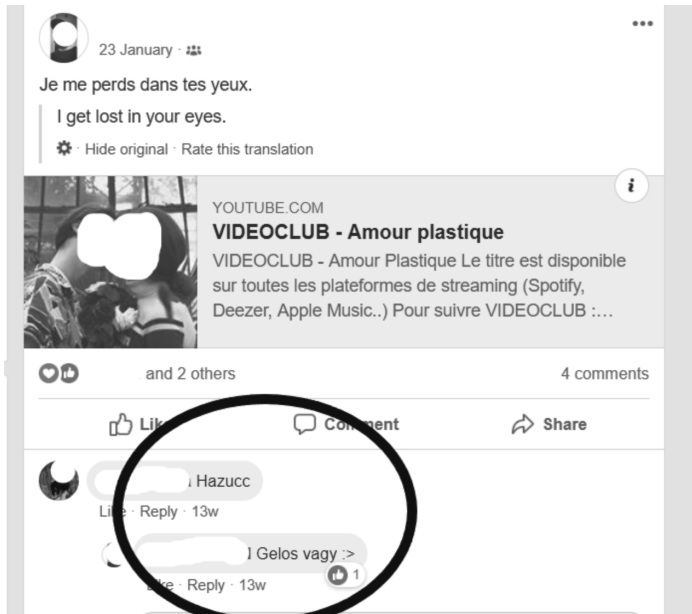 23 January ·
Je me perds dans tes yeux.
I get lost in your eyes.
· Hide original · Rate this translation
i
YOUTUBE.COM
VIDEOCLUB - Amour plastique
VIDEOCLUB - Amour Plastique Le titre est disponible
sur toutes les plateformes de streaming (Spotify,
Deezer, Apple Music..) Pour suivre VIDEOCLUB :…
and 2 others 4 comments
Like Comment Share
Hazucc
Like · Reply · 13w
Gelos vagy :>
1
Like · Reply · 13w